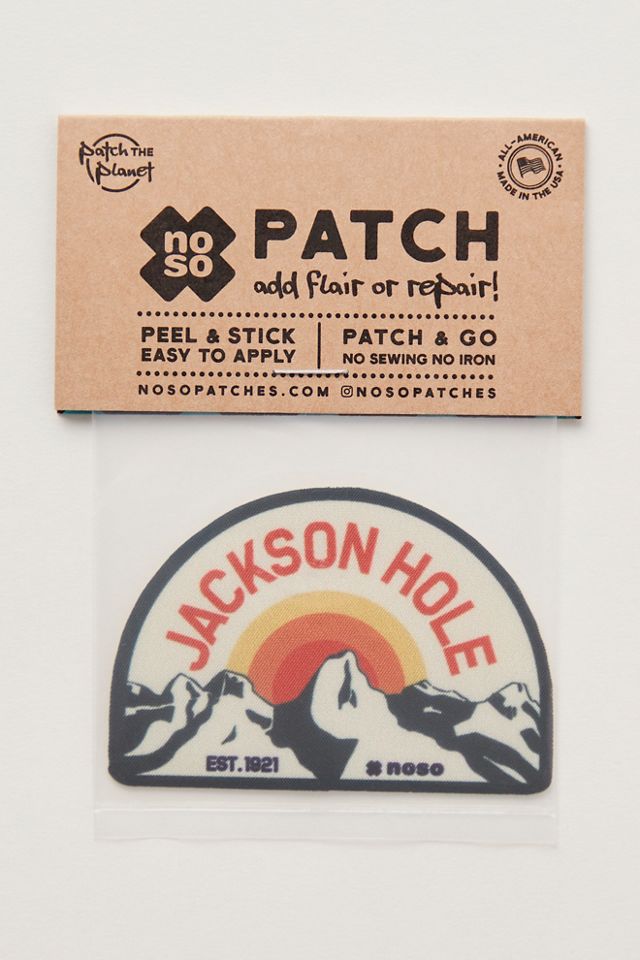 Patch THE
Planet
ALL-AMERICAN
MADE IN THE USA
no
so
PATCH
add flair or repair!
PEEL & STICK
EASY TO APPLY
PATCH & GO
NO SEWING NO IRON
NOSOPATCHES.COM NOSOPATCHES
JACKSON HOLE
EST. 1921
noso